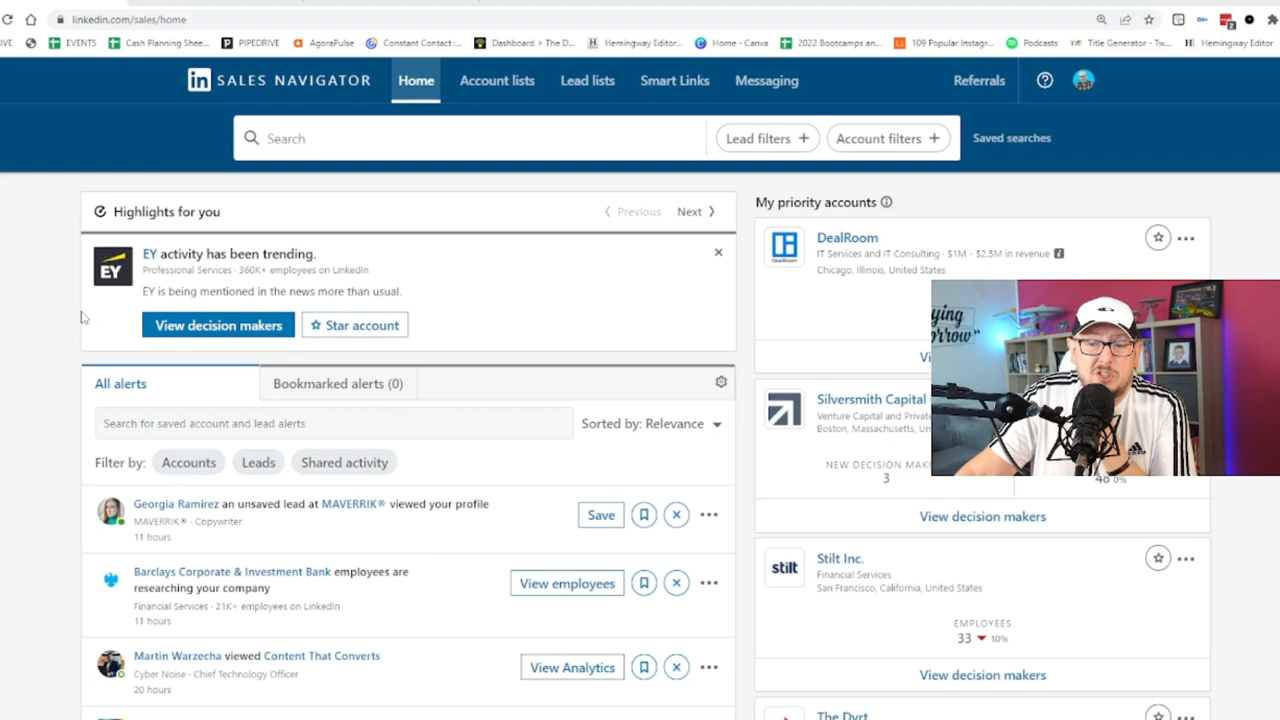 linkedin.com/sales/home
IVE
EVENTS
Cash Planning Shee...
PIPEDRIVE
AgoraPulse
Constant Contact :...
Dashboard > The D...
Hemingway Editor...
Home - Canva
2022 Bootcamps an...
109 Popular Instagr...
Podcasts
Title Generator - Tw...
Hemingway Editor
in SALES NAVIGATOR
Home
Account lists
Lead lists
Smart Links
Messaging
Referrals
Search
Lead filters +
Account filters +
Saved searches
Highlights for you
Previous
Next
EY
EY activity has been trending.
Professional Services · 360K+ employees on LinkedIn
EY is being mentioned in the news more than usual.
View decision makers
Star account
All alerts
Bookmarked alerts (0)
Search for saved account and lead alerts
Sorted by: Relevance
Filter by:
Accounts
Leads
Shared activity
Georgia Ramirez an unsaved lead at MAVERRIK® viewed your profile
MAVERRIK® · Copywriter
11 hours
Save
Barclays Corporate & Investment Bank employees are
researching your company
Financial Services · 21K+ employees on LinkedIn
11 hours
View employees
Martin Warzecha viewed Content That Converts
Cyber Noise · Chief Technology Officer
20 hours
View Analytics
My priority accounts
DealRoom
DealRoom
IT Services and IT Consulting · $1M - $2.5M in revenue
Chicago, Illinois, United States
Silversmith Capital
Venture Capital and Private
Boston, Massachusetts, Un
NEW DECISION MAK
3
48 0%
View decision makers
stilt
Stilt Inc.
Financial Services
San Francisco, California, United States
EMPLOYEES
33 ▼ 10%
View decision makers
The Dyrt